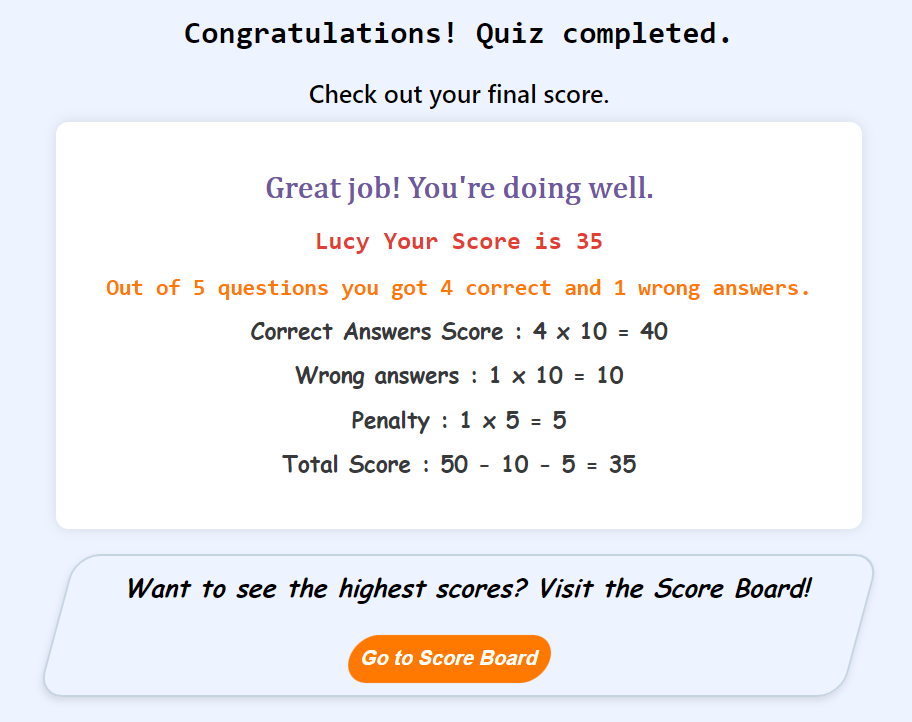 Congratulations! Quiz completed.
Check out your final score.
Great job! You're doing well.
Lucy Your Score is 35
Out of 5 questions you got 4 correct and 1 wrong answers.
Correct Answers Score : 4 x 10 = 40
Wrong answers : 1 x 10 = 10
Penalty : 1 x 5 = 5
Total Score : 50 - 10 - 5 = 35
Want to see the highest scores? Visit the Score Board!
Go to Score Board